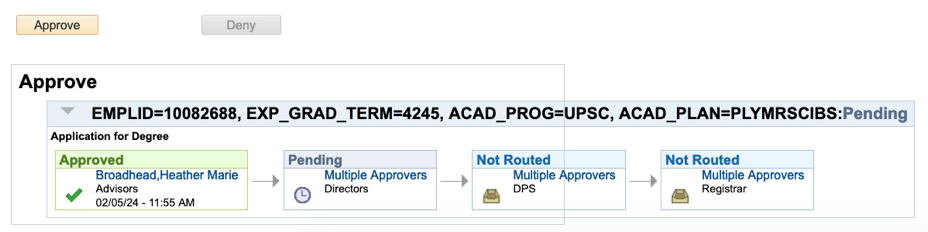 Approve Deny
Approve
EMPLID=10082688, EXP_GRAD_TERM=4245, ACAD_PROG=UPSC, ACAD_PLAN=PLYMRSCIBS:Pending
Application for Degree
Approved
Broadhead,Heather Marie
Advisors
02/05/24 - 11:55 AM
Pending
Multiple Approvers
Directors
Not Routed
Multiple Approvers
DPS
Not Routed
Multiple Approvers
Registrar